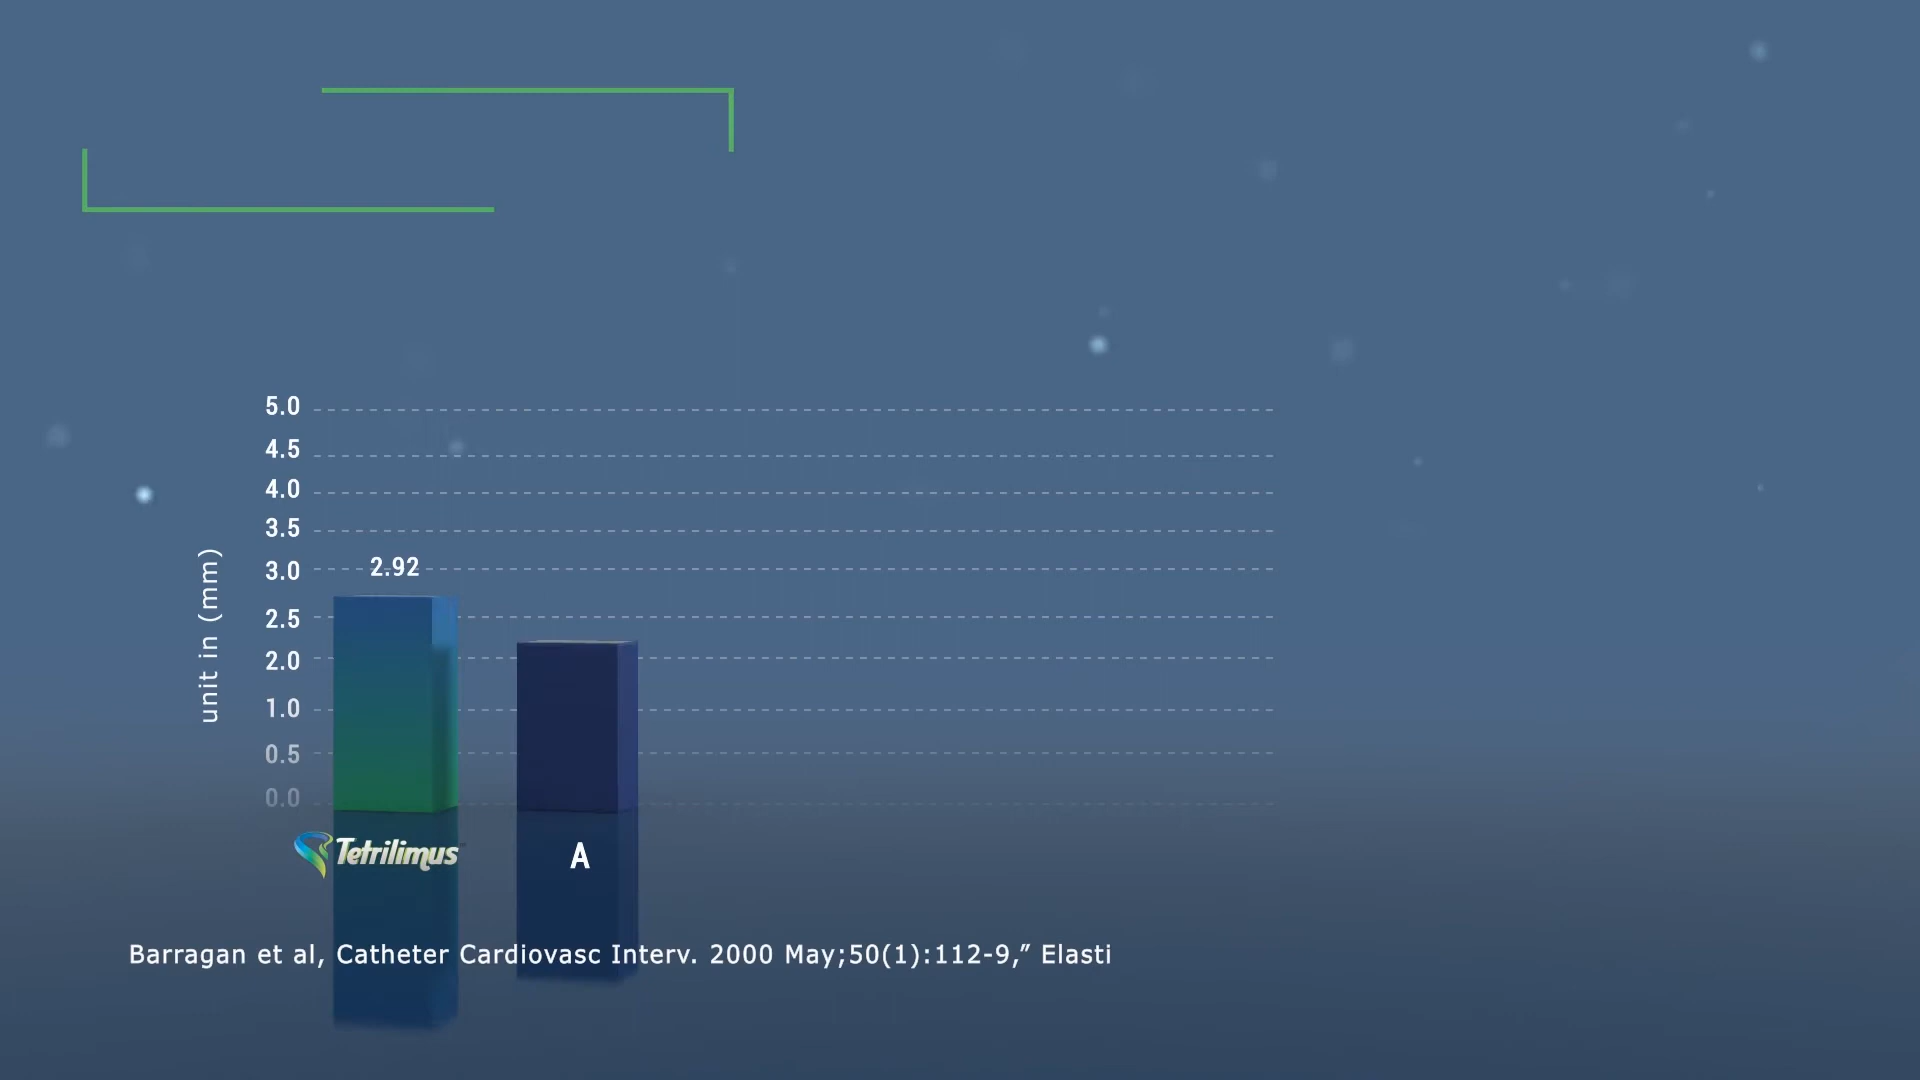 5.0
4.5
4.0
3.5
2.92
3.0
2.5
2.0
1.0
0.5
0.0
unit in (mm)
Tetrilimus
A
Barragan et al, Catheter Cardiovasc Interv. 2000 May;50(1):112-9,” Elasti